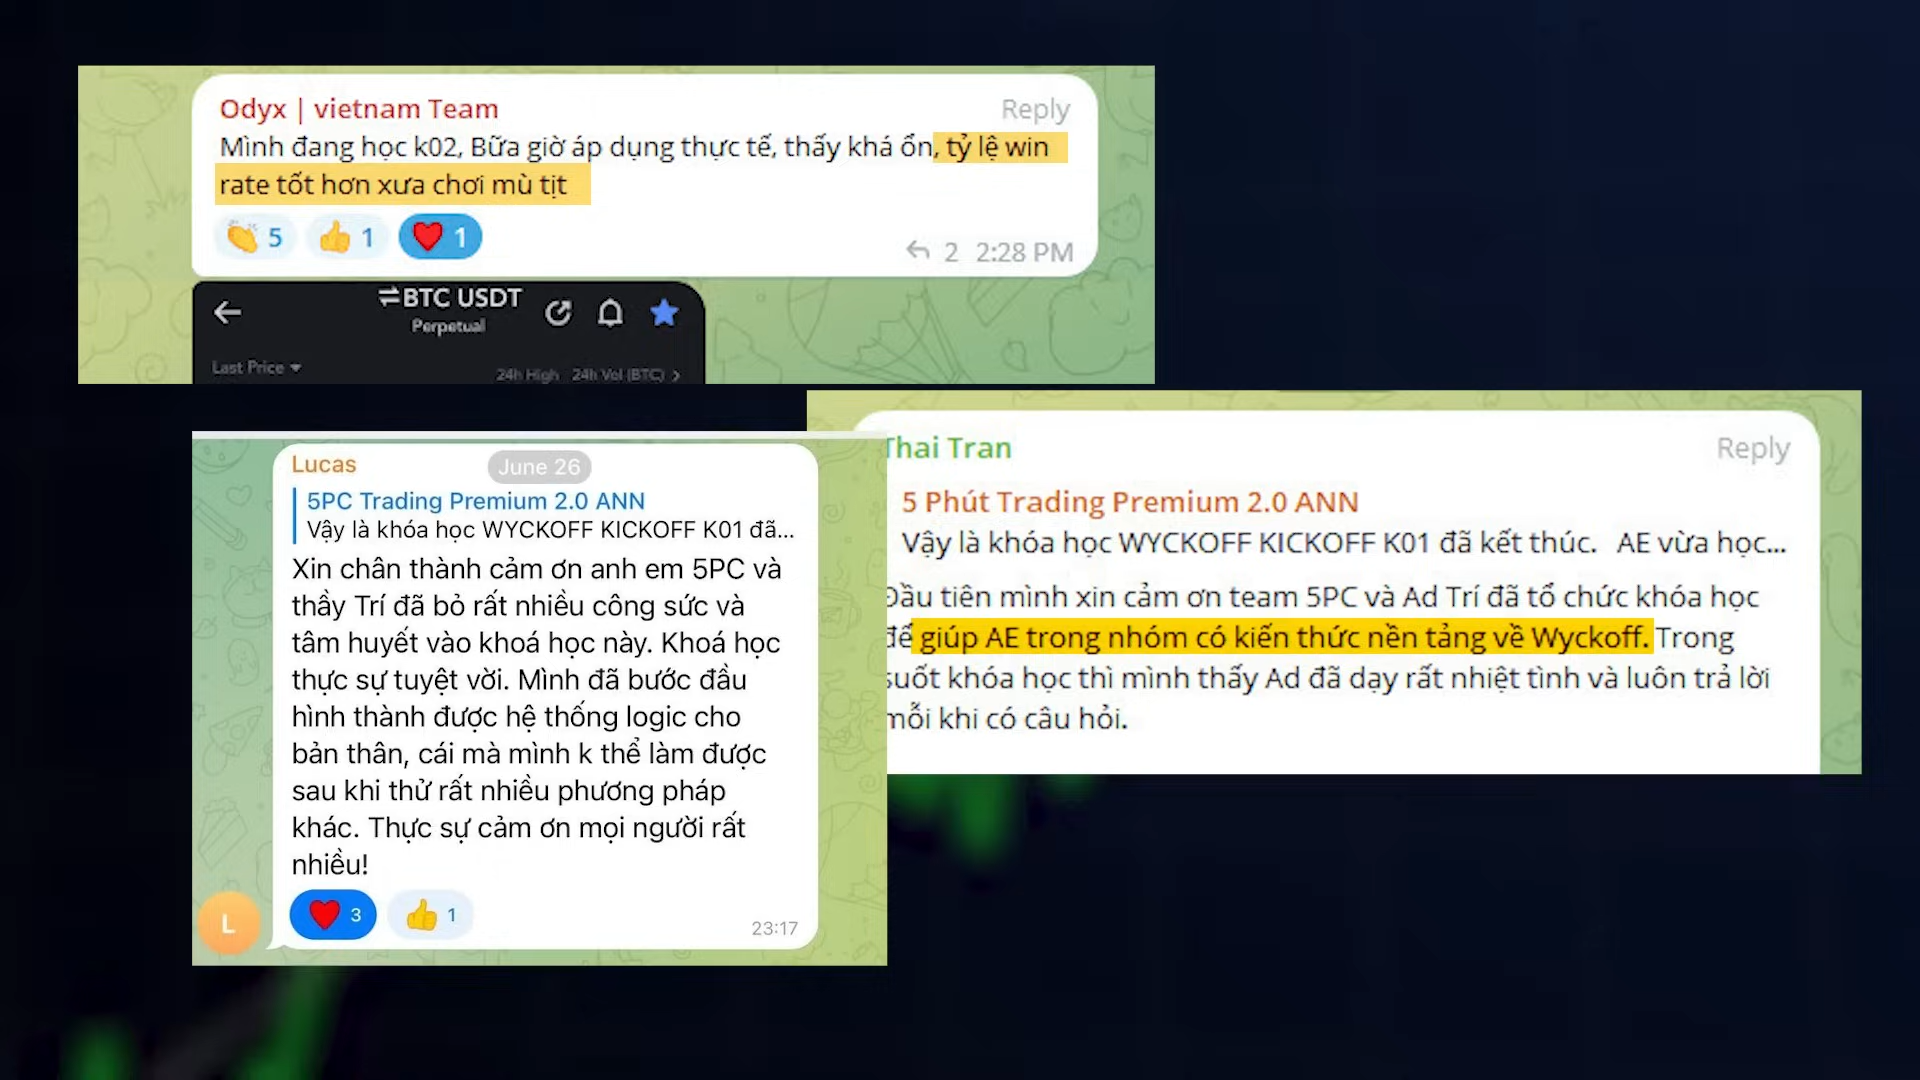 Odyx | vietnam Team
Reply
Mình đang học k02, Bữa giờ áp dụng thực tế, thấy khá ổn, tỷ lệ win
rate tốt hơn xưa chơi mù tịt
5 1 1
2 2:28 PM
BTC USDT
Perpetual
Last Price
24h High 24h Vol (BTC)
Thai Tran
Reply
5 Phút Trading Premium 2.0 ANN
Vậy là khóa học WYCKOFF KICKOFF K01 đã kết thúc. AE vừa học...
Đầu tiên mình xin cảm ơn team 5PC và Ad Trí đã tổ chức khóa học
để giúp AE trong nhóm có kiến thức nền tảng về Wyckoff. Trong
suốt khóa học thì mình thấy Ad đã dạy rất nhiệt tình và luôn trả lời
mỗi khi có câu hỏi.
Lucas
June 26
5PC Trading Premium 2.0 ANN
Vậy là khóa học WYCKOFF KICKOFF K01 đã...
Xin chân thành cảm ơn anh em 5PC và
thầy Trí đã bỏ rất nhiều công sức và
tâm huyết vào khoá học này. Khoá học
thực sự tuyệt vời. Mình đã bước đầu
hình thành được hệ thống logic cho
bản thân, cái mà mình k thể làm được
sau khi thử rất nhiều phương pháp
khác. Thực sự cảm ơn mọi người rất
nhiều!
L
3 1
23:17